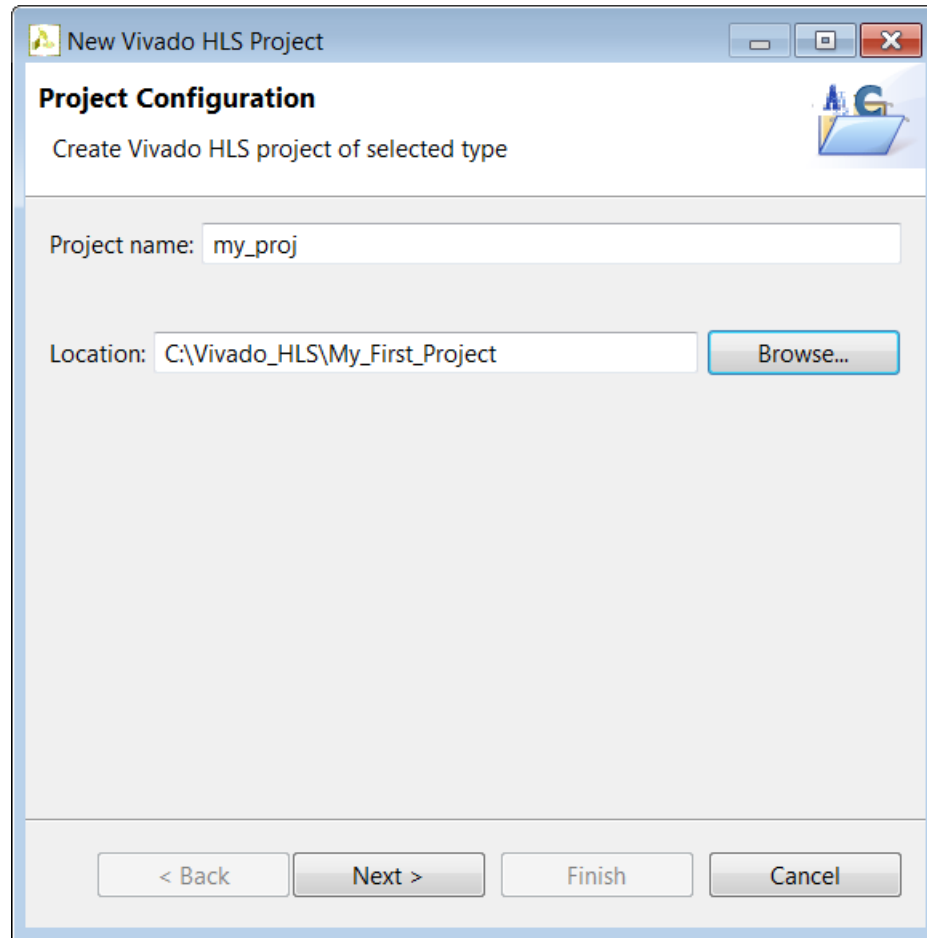 New Vivado HLS Project
Project Configuration
Create Vivado HLS project of selected type
Project name: my_proj
Location: C:\Vivado_HLS\My_First_Project Browse...
< Back Next > Finish Cancel